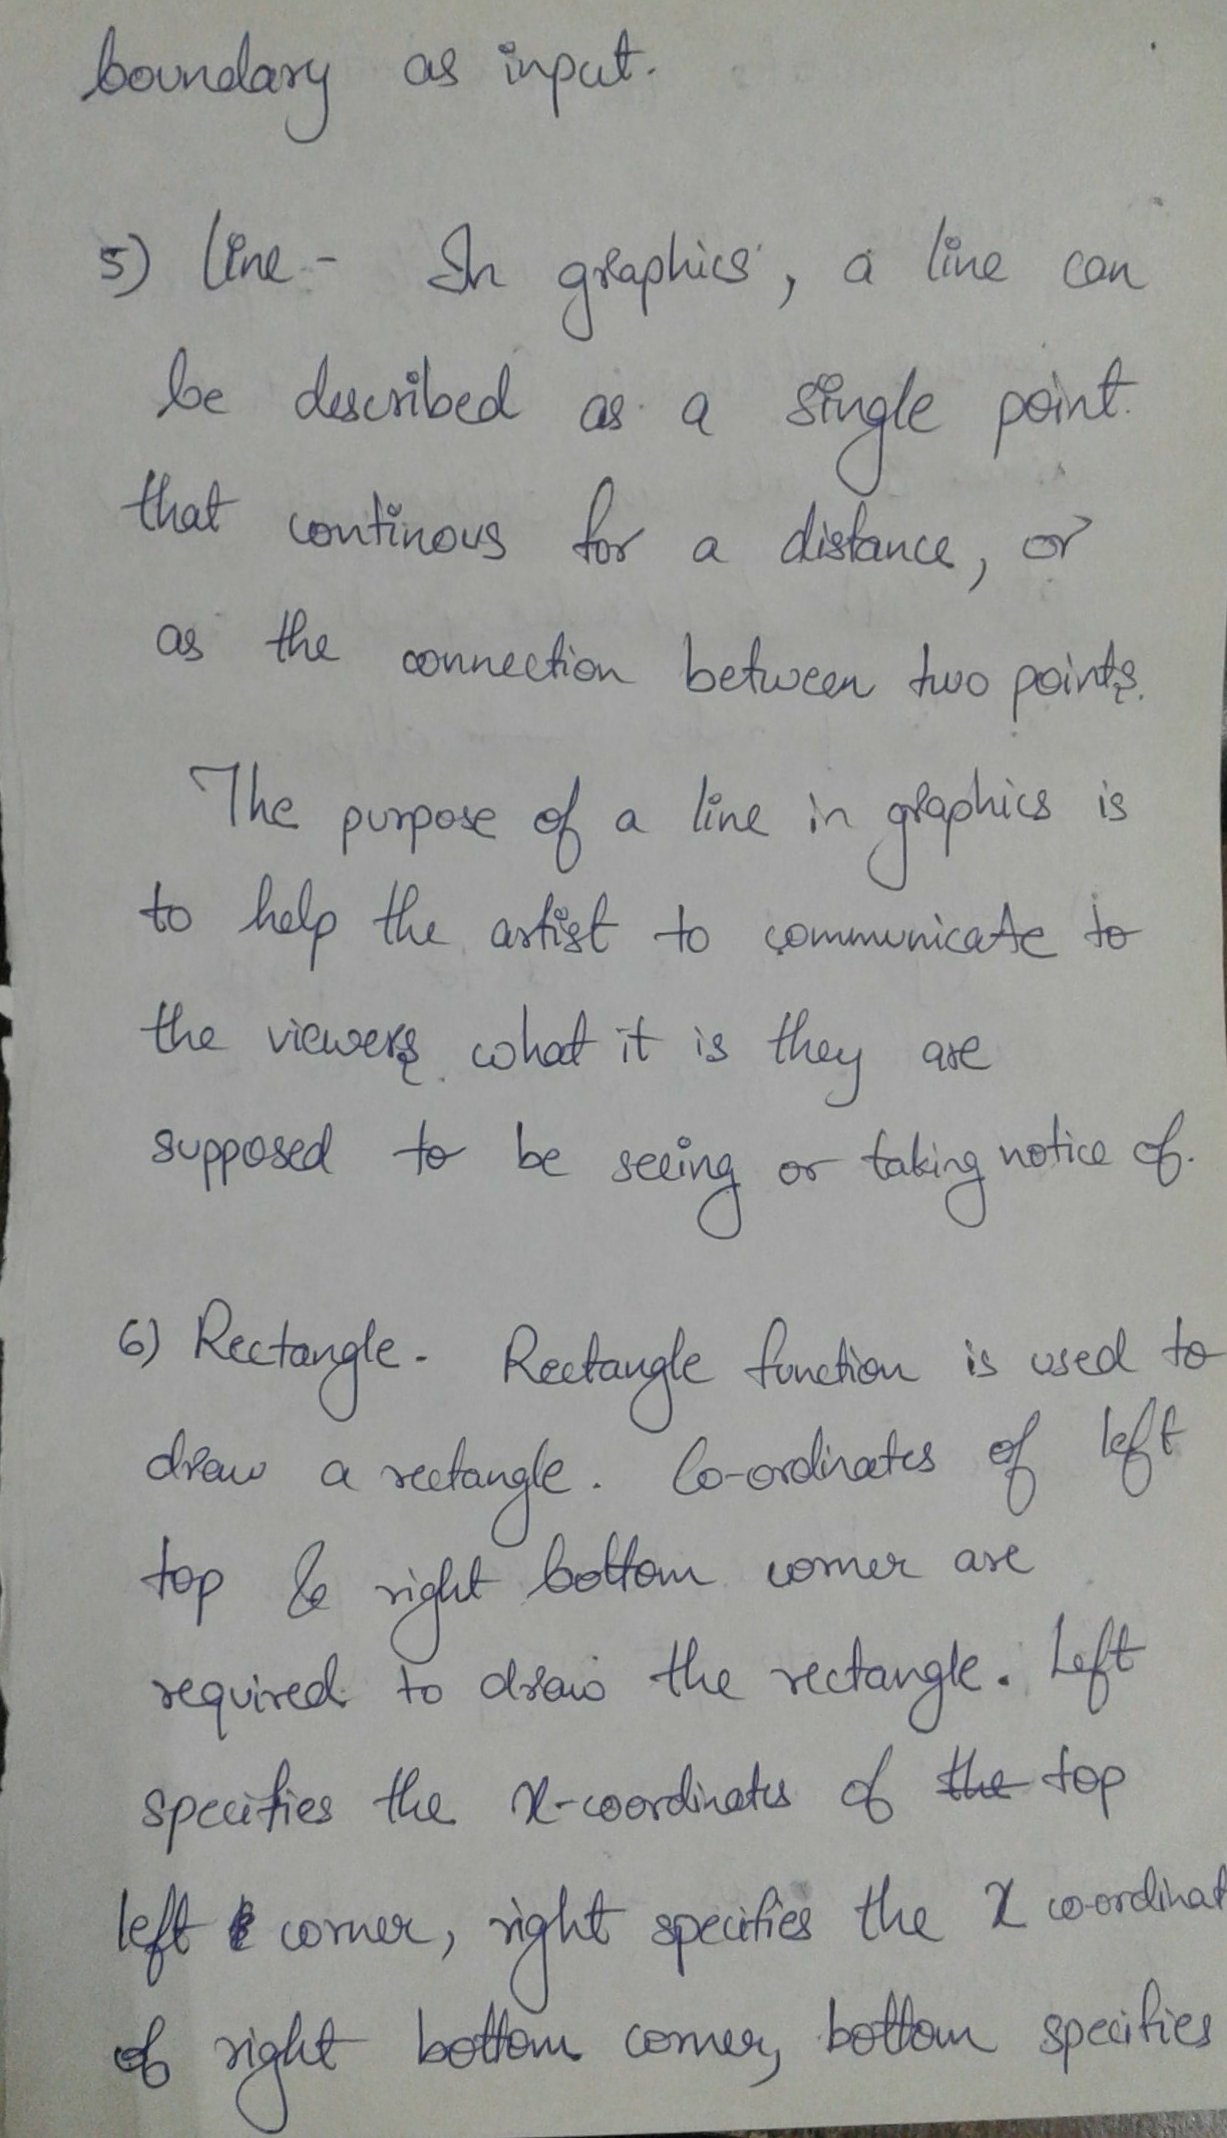 boundary as input.
5) Line - In graphics, a line can
be described as a single point
that continous for a distance, or
as the connection between two points.
The purpose of a line in graphics is
to help the artist to communicate to
the viewers what it is they are
supposed to be seeing or taking notice of.
6) Rectangle - Rectangle function is used to
draw a rectangle. Co-ordinates of left
top & right bottom corner are
required to draw the rectangle. Left
specifies the x-coordinates of the top
left corner, right specifies the x coordinat
of right bottom corner, bottom specifies